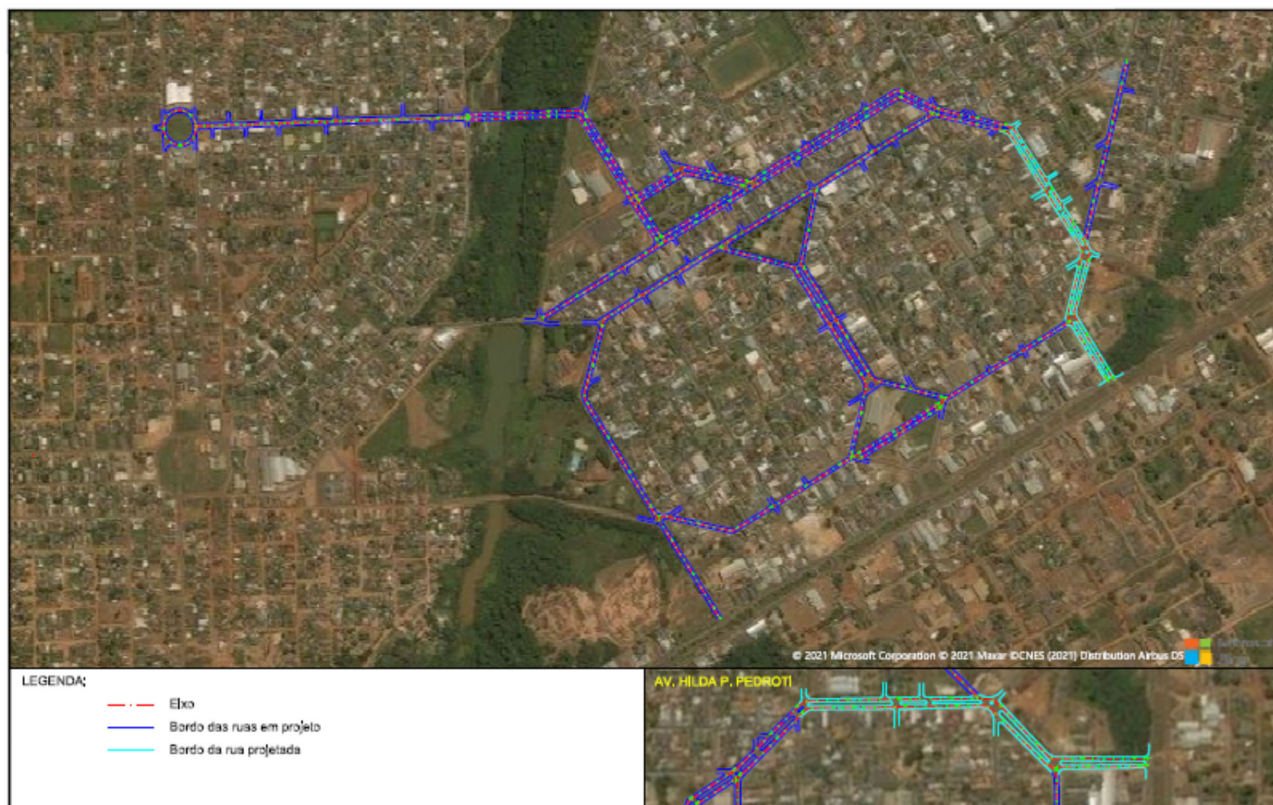 © 2021 Microsoft Corporation © 2021 Maxar ©CNES (2021) Distribution Airbus DS
LEGENDA:
Eixo
Bordo das ruas em projeto
Bordo da rua projetada
AV. HILDA P. PEDROTI